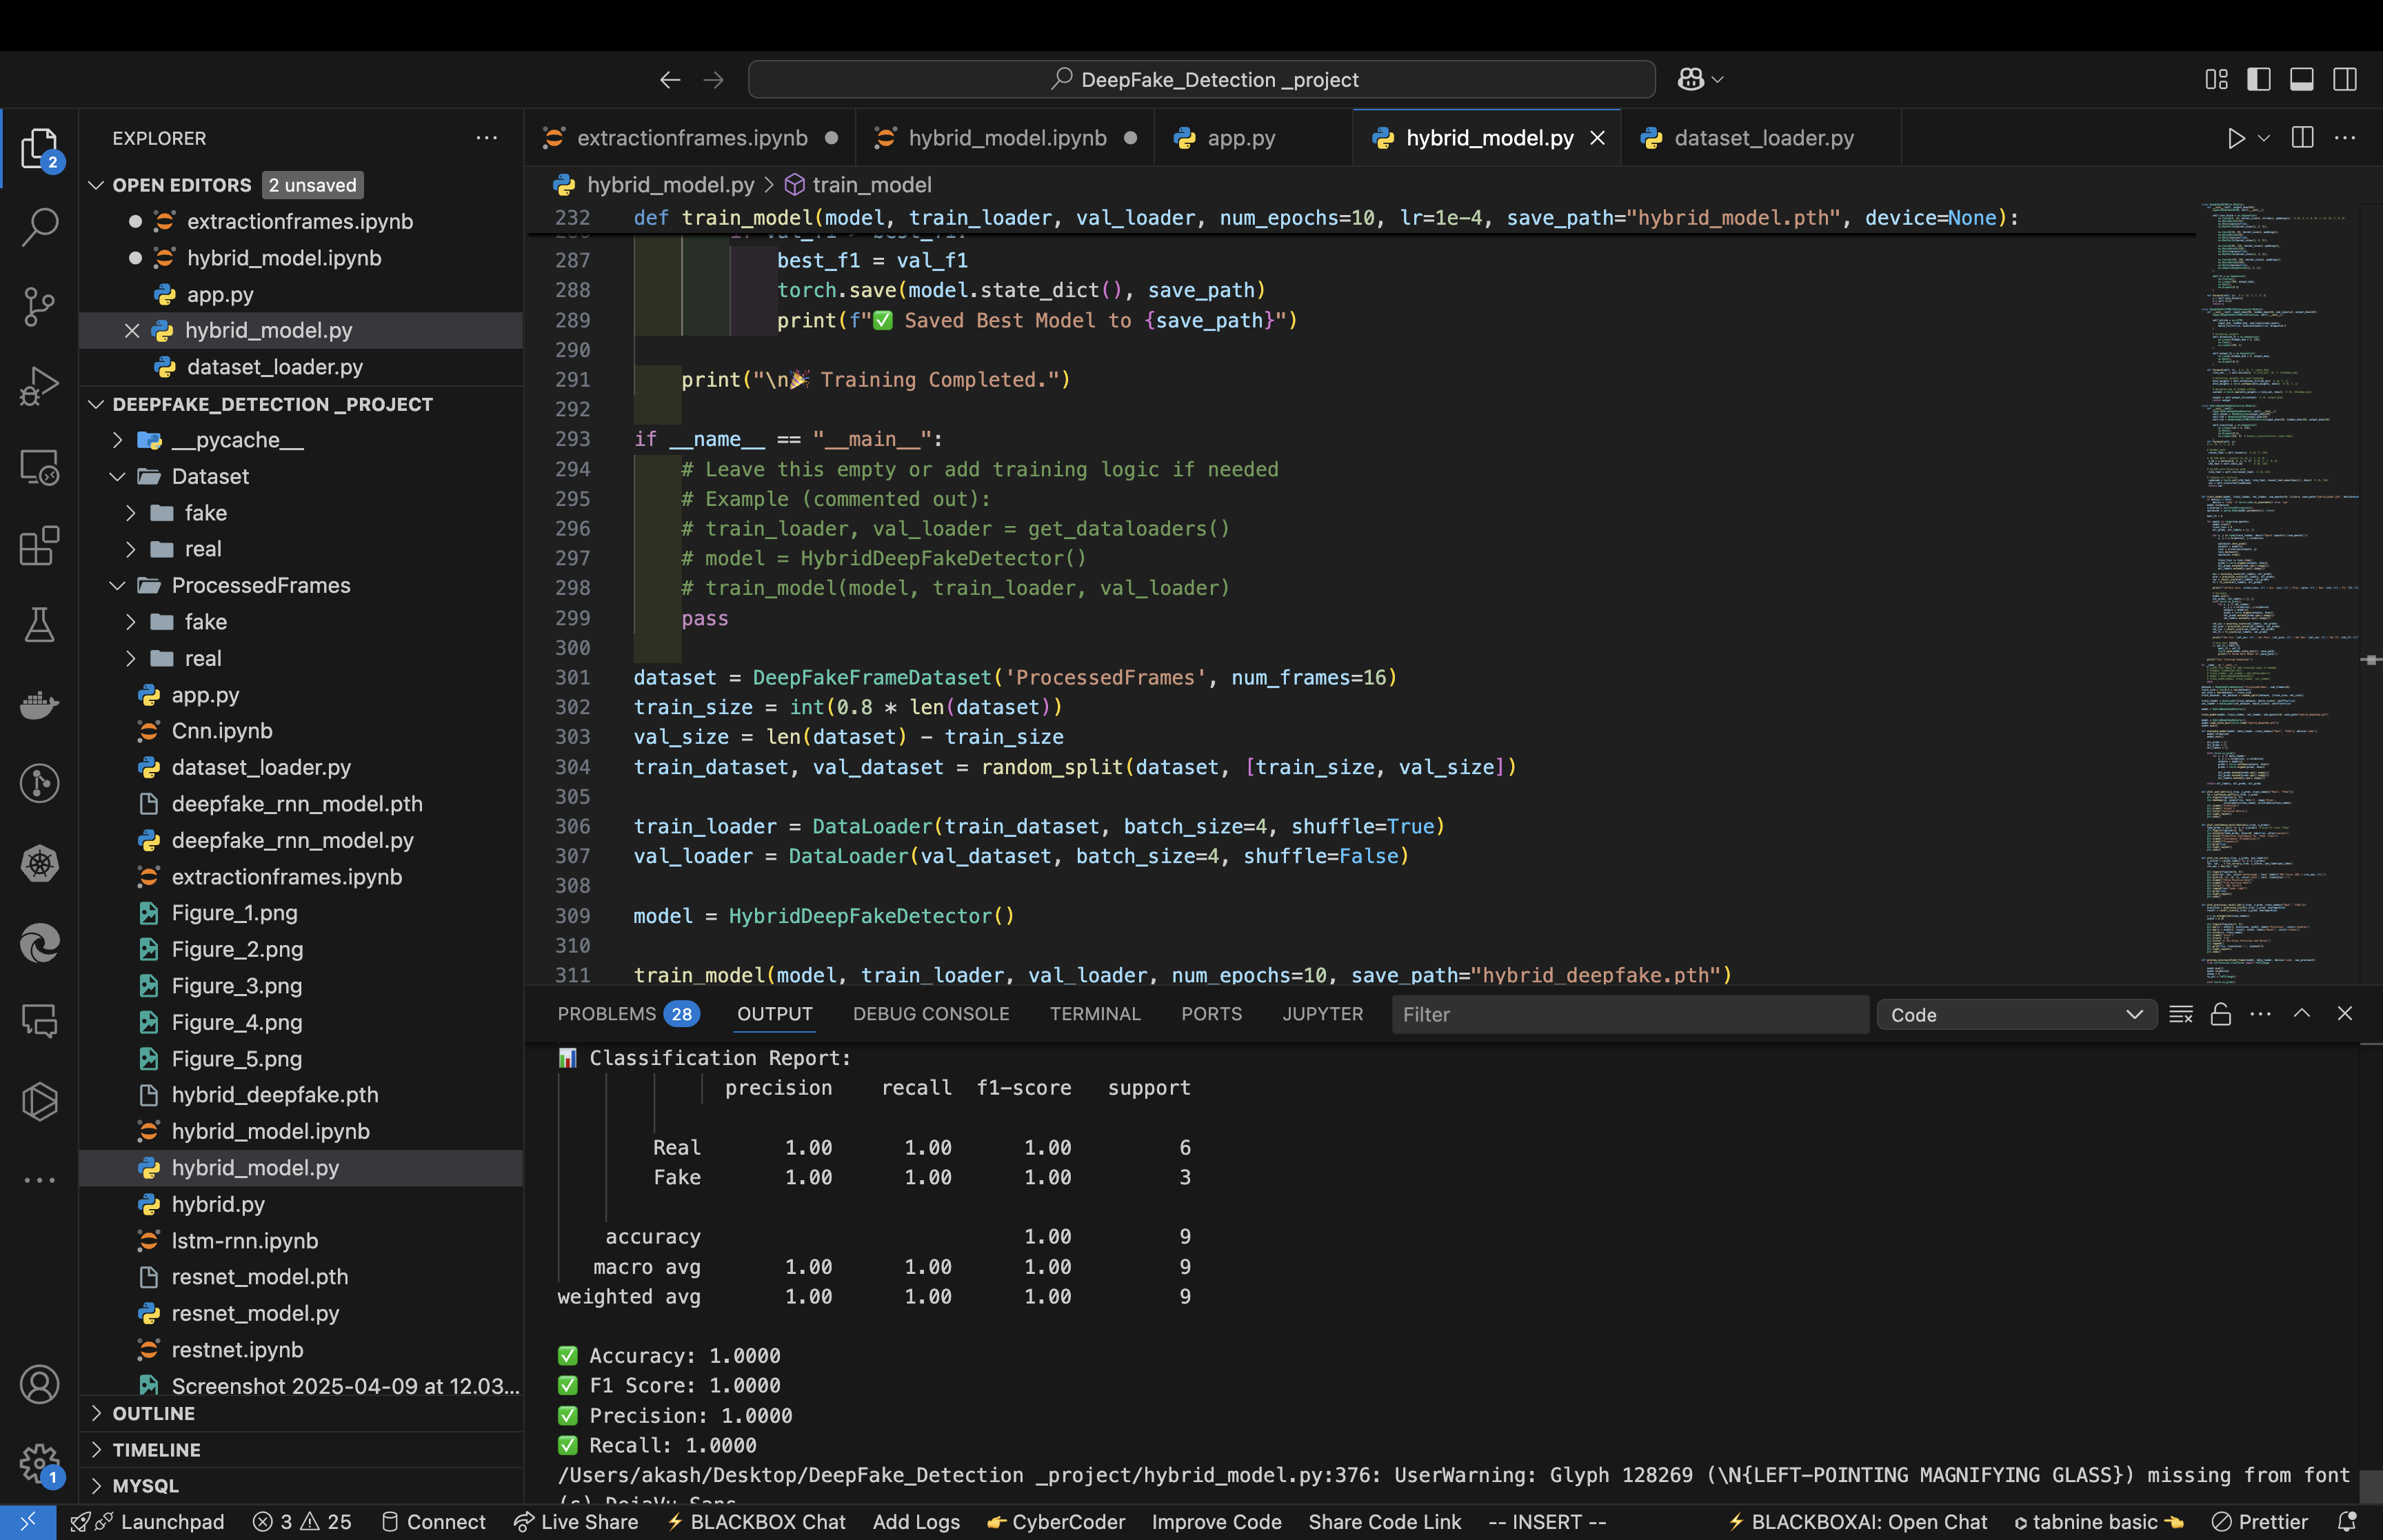 DeepFake_Detection _project
EXPLORER
OPEN EDITORS 2 unsaved
extractionframes.ipynb
hybrid_model.ipynb
app.py
hybrid_model.py
dataset_loader.py
DEEPFAKE_DETECTION _PROJECT
__pycache__
Dataset
fake
real
ProcessedFrames
fake
real
app.py
Cnn.ipynb
dataset_loader.py
deepfake_rnn_model.pth
deepfake_rnn_model.py
extractionframes.ipynb
Figure_1.png
Figure_2.png
Figure_3.png
Figure_4.png
Figure_5.png
hybrid_deepfake.pth
hybrid_model.ipynb
hybrid_model.py
hybrid.py
lstm-rnn.ipynb
resnet_model.pth
resnet_model.py
restnet.ipynb
Screenshot 2025-04-09 at 12.03...
OUTLINE
TIMELINE
MYSQL
2
1
extractionframes.ipynb hybrid_model.ipynb app.py hybrid_model.py dataset_loader.py
hybrid_model.py > train_model
232 def train_model(model, train_loader, val_loader, num_epochs=10, lr=1e-4, save_path="hybrid_model.pth", device=None):
287 best_f1 = val_f1
288 torch.save(model.state_dict(), save_path)
289 print(f"✅ Saved Best Model to {save_path}")
290
291 print("\n🎉 Training Completed.")
292
293 if __name__ == "__main__":
294 # Leave this empty or add training logic if needed
295 # Example (commented out):
296 # train_loader, val_loader = get_dataloaders()
297 # model = HybridDeepFakeDetector()
298 # train_model(model, train_loader, val_loader)
299 pass
300
301 dataset = DeepFakeFrameDataset('ProcessedFrames', num_frames=16)
302 train_size = int(0.8 * len(dataset))
303 val_size = len(dataset) - train_size
304 train_dataset, val_dataset = random_split(dataset, [train_size, val_size])
305
306 train_loader = DataLoader(train_dataset, batch_size=4, shuffle=True)
307 val_loader = DataLoader(val_dataset, batch_size=4, shuffle=False)
308
309 model = HybridDeepFakeDetector()
310
311 train_model(model, train_loader, val_loader, num_epochs=10, save_path="hybrid_deepfake.pth")
PROBLEMS 28 OUTPUT DEBUG CONSOLE TERMINAL PORTS JUPYTER Filter Code
📊 Classification Report:
precision recall f1-score support
Real 1.00 1.00 1.00 6
Fake 1.00 1.00 1.00 3
accuracy 1.00 9
macro avg 1.00 1.00 1.00 9
weighted avg 1.00 1.00 1.00 9
✅ Accuracy: 1.0000
✅ F1 Score: 1.0000
✅ Precision: 1.0000
✅ Recall: 1.0000
/Users/akash/Desktop/DeepFake_Detection _project/hybrid_model.py:376: UserWarning: Glyph 128269 (\N{LEFT-POINTING MAGNIFYING GLASS}) missing from font
(s) DejaVu Sans
Launchpad 3 25 Connect Live Share BLACKBOX Chat Add Logs CyberCoder Improve Code Share Code Link -- INSERT -- BLACKBOXAI: Open Chat tabnine basic Prettier